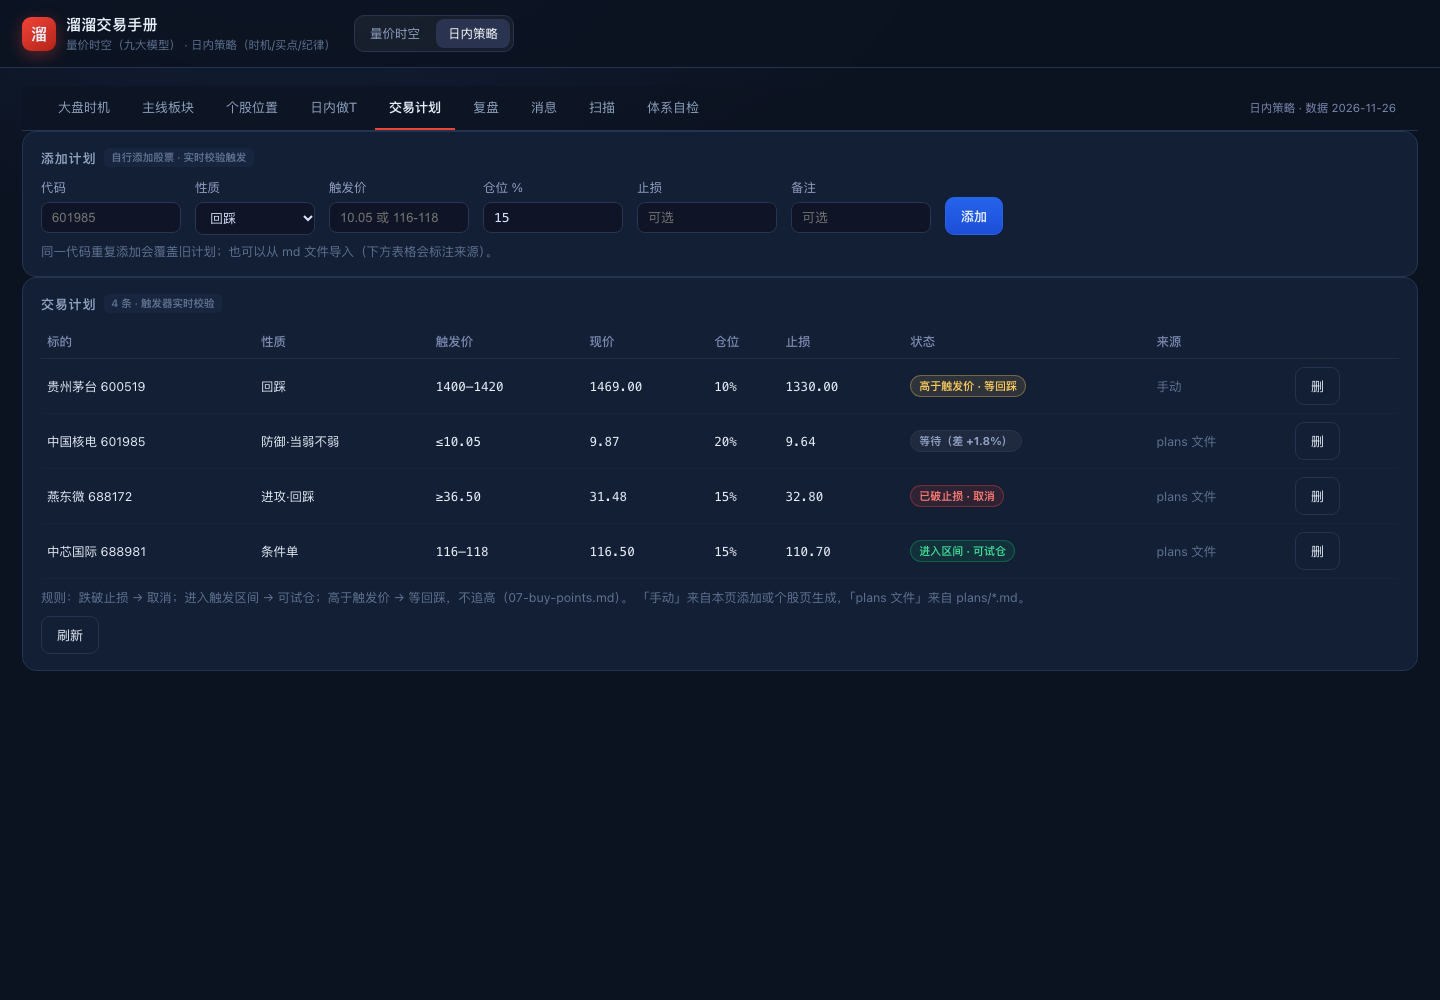 溜
溜溜交易手册
量价时空（九大模型） · 日内策略（时机/买点/纪律）
量价时空 日内策略
大盘时机 主线板块 个股位置 日内做T 交易计划 复盘 消息 扫描 体系自检
日内策略 · 数据 2026-11-26
添加计划 自行添加股票 · 实时校验触发
代码 性质 触发价 仓位 % 止损 备注
601985 回踩 10.05 或 116-118 15 可选 可选 添加
同一代码重复添加会覆盖旧计划；也可以从 md 文件导入（下方表格会标注来源）。
交易计划 4 条 · 触发器实时校验
标的 性质 触发价 现价 仓位 止损 状态 来源
贵州茅台 600519 回踩 1400–1420 1469.00 10% 1330.00 高于触发价 · 等回踩 手动 删
中国核电 601985 防御·当弱不弱 ≤10.05 9.87 20% 9.64 等待（差 +1.8%） plans 文件 删
燕东微 688172 进攻·回踩 ≥36.50 31.48 15% 32.80 已破止损 · 取消 plans 文件 删
中芯国际 688981 条件单 116–118 116.50 15% 110.70 进入区间 · 可试仓 plans 文件 删
规则：跌破止损 → 取消；进入触发区间 → 可试仓；高于触发价 → 等回踩，不追高（07-buy-points.md）。 「手动」来自本页添加或个股页生成，「plans 文件」来自 plans/*.md。
刷新